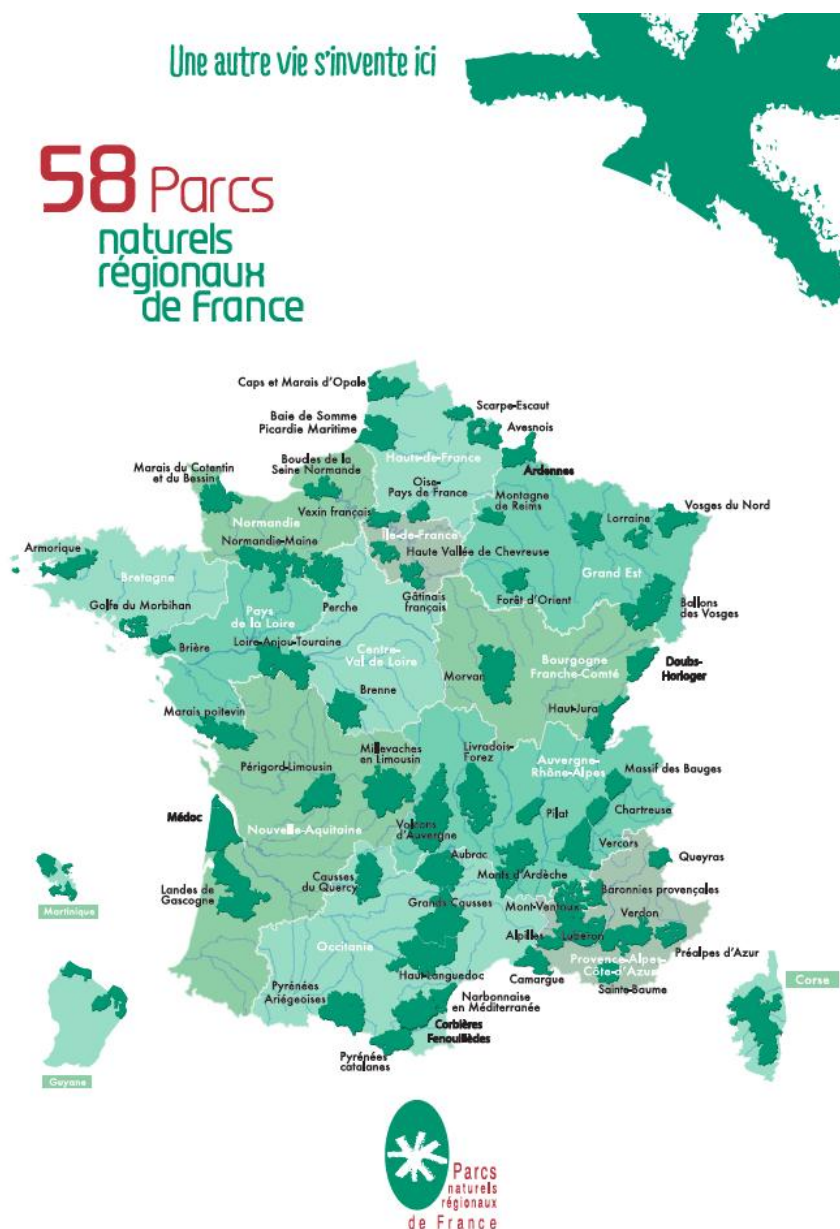 Une autre vie s'invente ici
58 Parcs
naturels
régionaux
de France
Caps et Marais d'Opale
Scarpe-Escaut
Baie de Somme
Picardie Maritime
Avesnois
Hauts-de-France
Ardennes
Marais du Cotentin
et du Bessin
Boucles de la
Seine Normande
Oise-
Pays de France
Montagne
de Reims
Vosges du Nord
Lorraine
Vexin français
Normandie
Île-de-France
Normandie-Maine
Haute Vallée de Chevreuse
Armorique
Bretagne
Grand Est
Golfe du Morbihan
Pays
de la Loire
Perche
Gâtinais
français
Forêt d'Orient
Ballons
des Vosges
Brière
Loire-Anjou-Touraine
Centre-
Val de Loire
Morvan
Bourgogne
Franche-Comté
Doubs-
Horloger
Brenne
Haut-Jura
Marais poitevin
Millevaches
en Limousin
Livradois-
Forez
Auvergne-
Rhône-Alpes
Périgord-Limousin
Massif des Bauges
Médoc
Pilat
Chartreuse
Nouvelle-Aquitaine
Volcans
d'Auvergne
Vercors
Aubrac
Queyras
Landes de
Gascogne
Causses
du Quercy
Monts d'Ardèche
Baronnies provençales
Martinique
Grands Causses
Mont-Ventoux
Verdon
Occitanie
Alpilles
Luberon
Préalpes d'Azur
Haut-Languedoc
Provence-Alpes-
Côte-d'Azur
Camargue
Sainte-Baume
Corse
Pyrénées
Ariégeoises
Narbonnaise
en Méditerranée
Corbières
Fenouillèdes
Pyrénées
catalanes
Guyane
Parcs
naturels
régionaux
de France